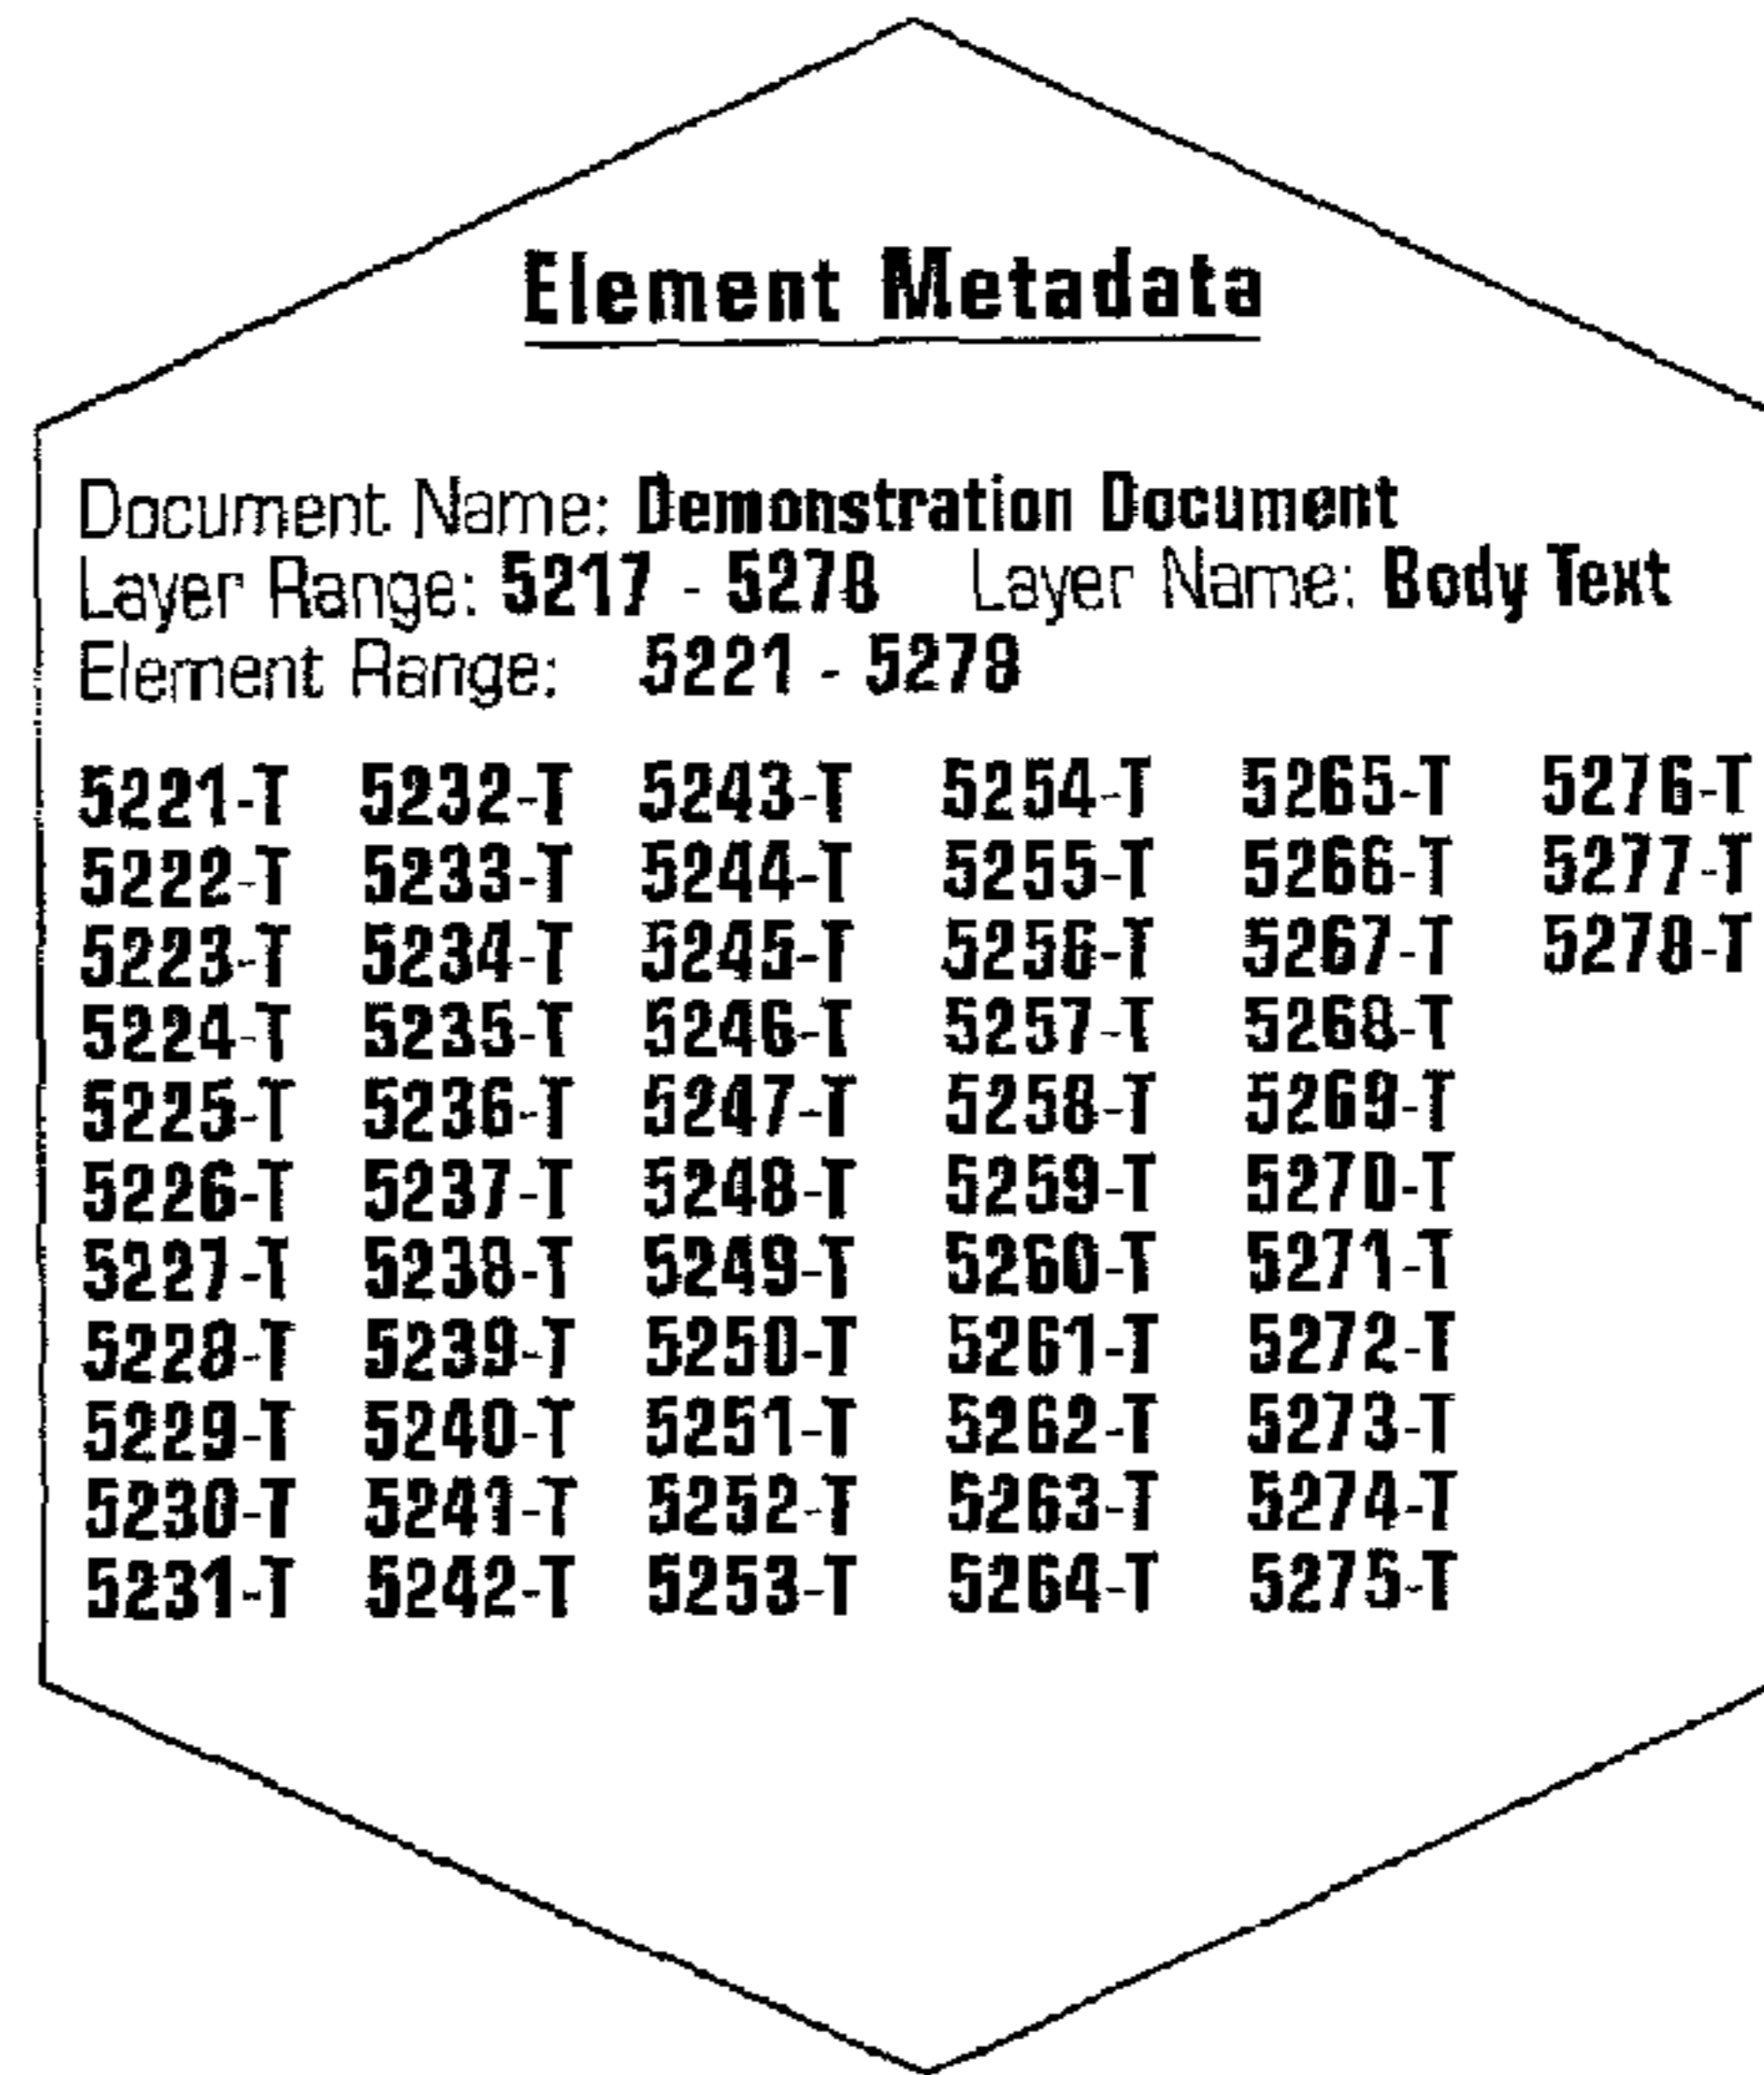 Element Metadata
Document Name: Demonstration Document
Layer Range: 5217 - 5278 Layer Name: Body Text
Element Range: 5221 - 5278
5221-T 5232-T 5243-T 5254-T 5265-T 5276-T
5222-T 5233-T 5244-T 5255-T 5266-T 5277-T
5223-T 5234-T 5245-T 5256-T 5267-T 5278-T
5224-T 5235-T 5246-T 5257-T 5268-T
5225-T 5236-T 5247-T 5258-T 5269-T
5226-T 5237-T 5248-T 5259-T 5270-T
5227-T 5238-T 5249-T 5260-T 5271-T
5228-T 5239-T 5250-T 5261-T 5272-T
5229-T 5240-T 5251-T 5262-T 5273-T
5230-T 5241-T 5252-T 5263-T 5274-T
5231-T 5242-T 5253-T 5264-T 5275-T